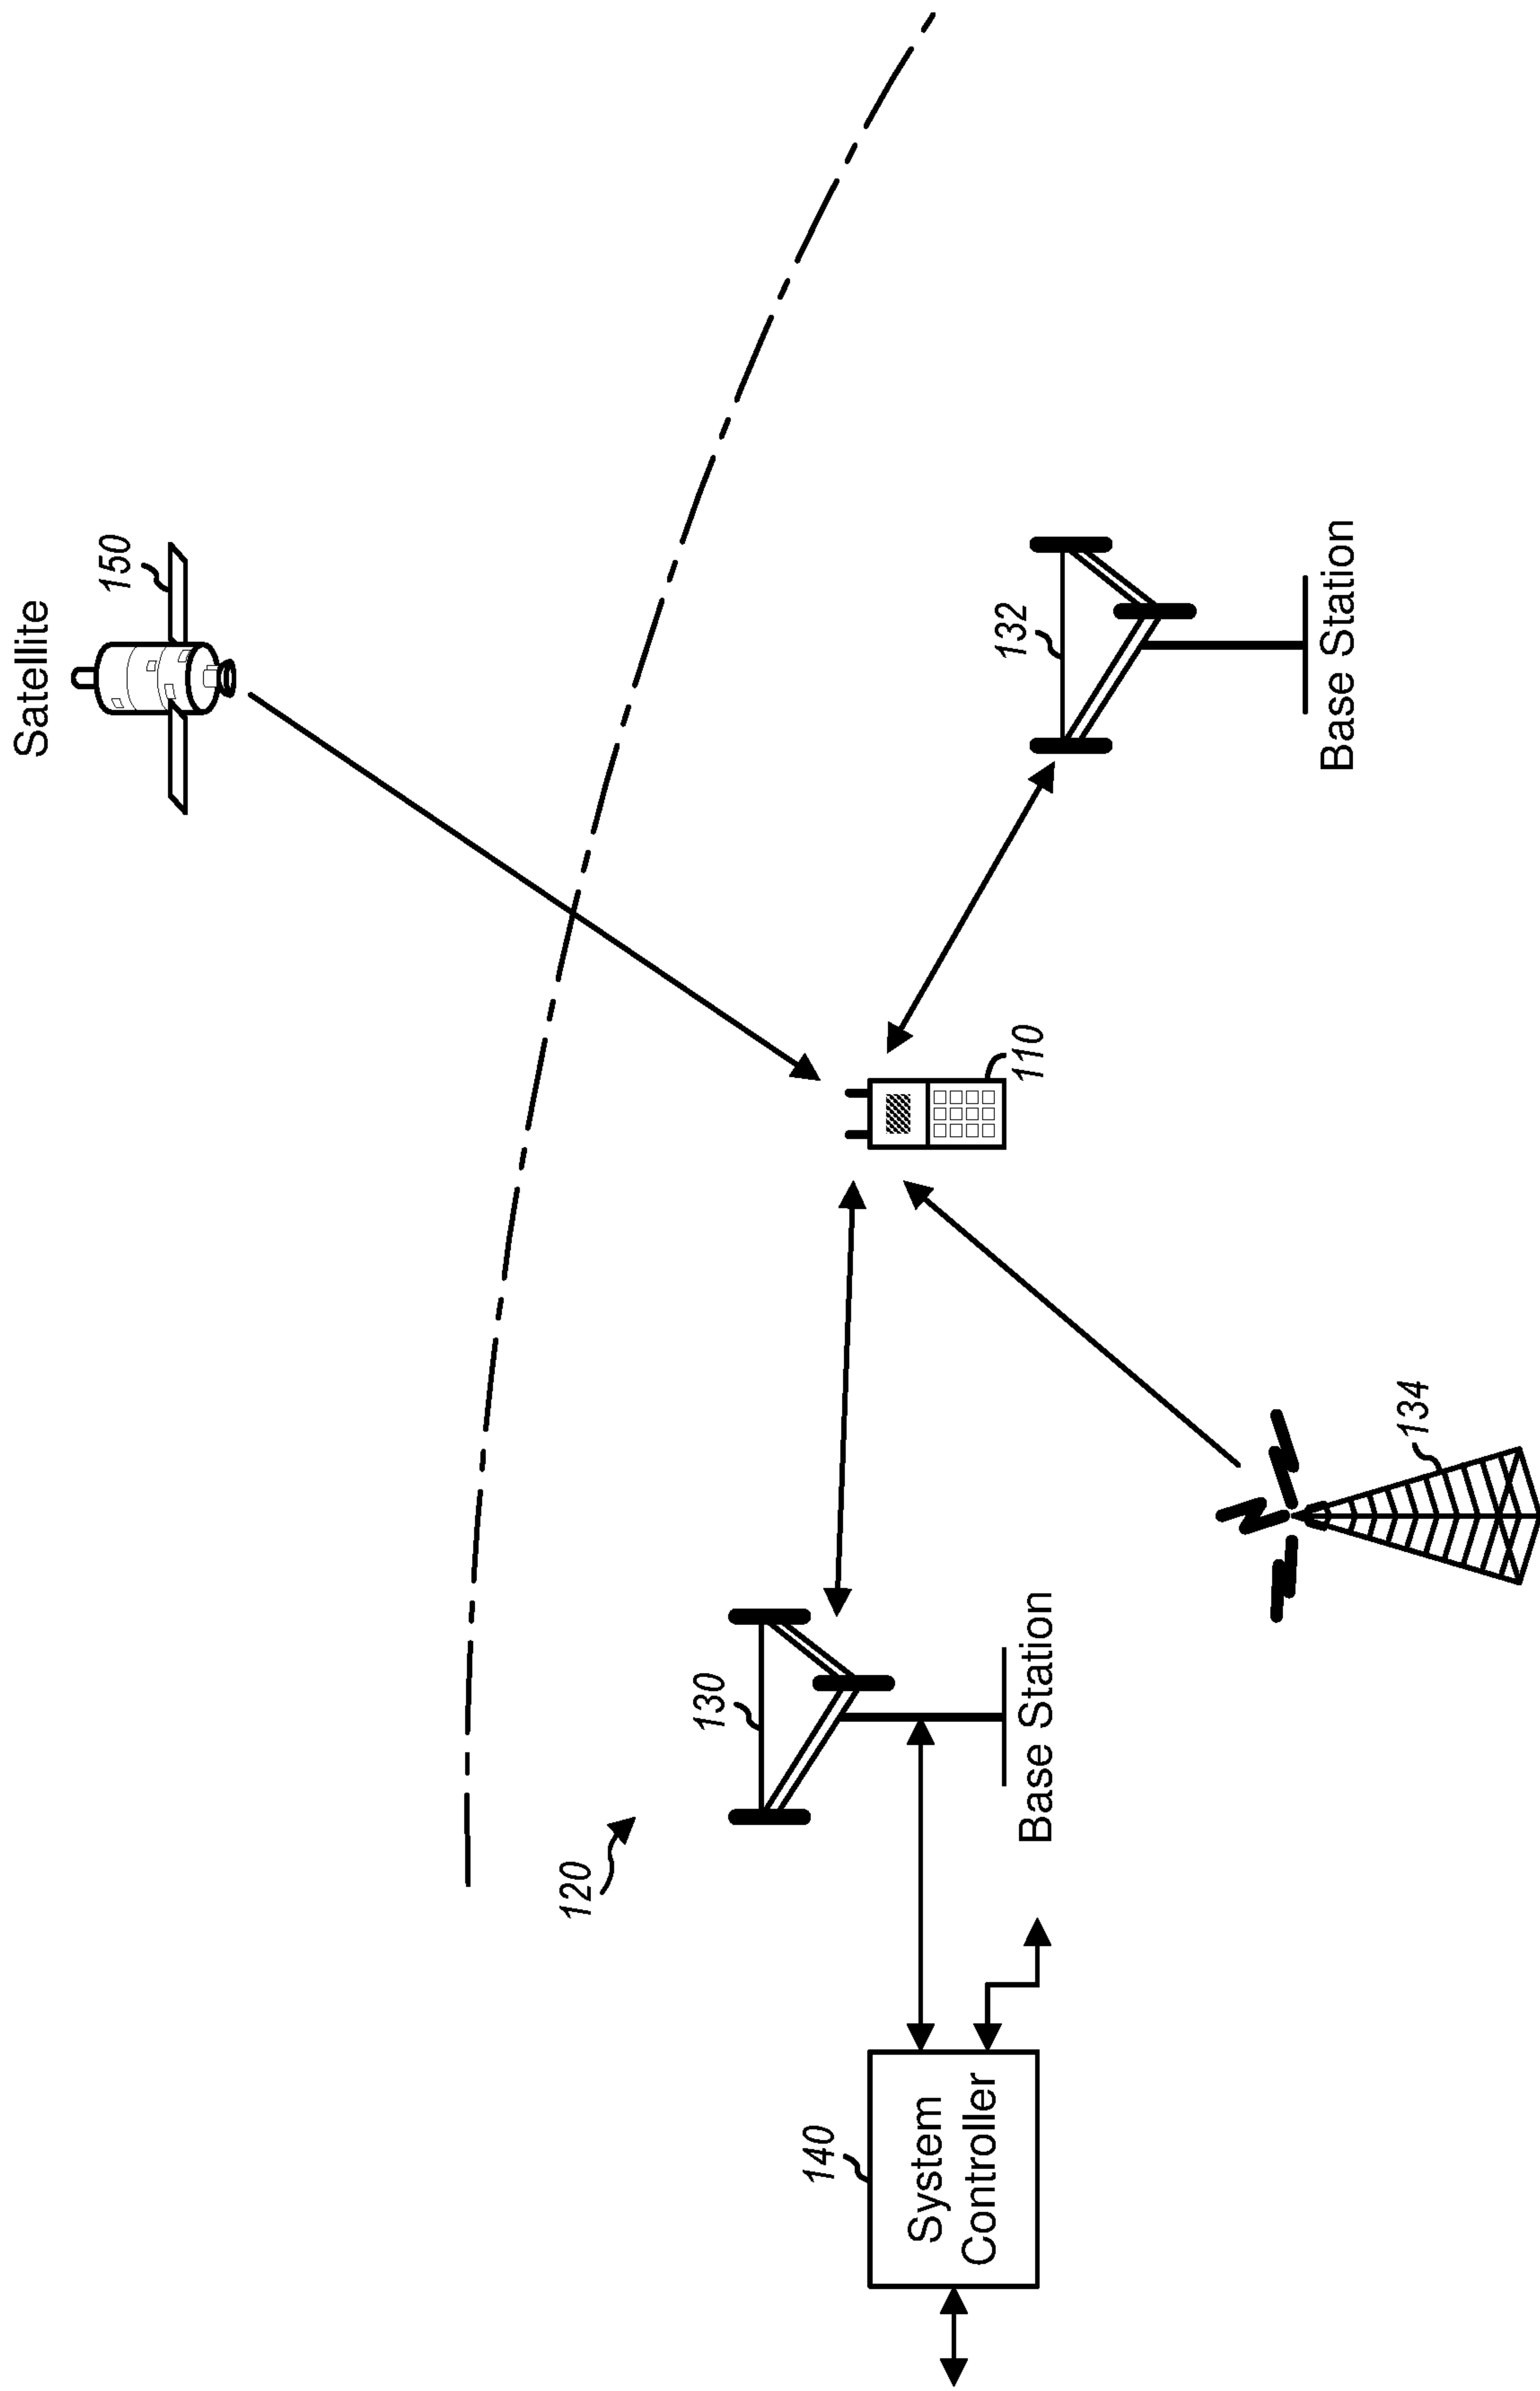 Satellite
150
120
130
132
140
System
Controller
110
Base Station
Base Station
134